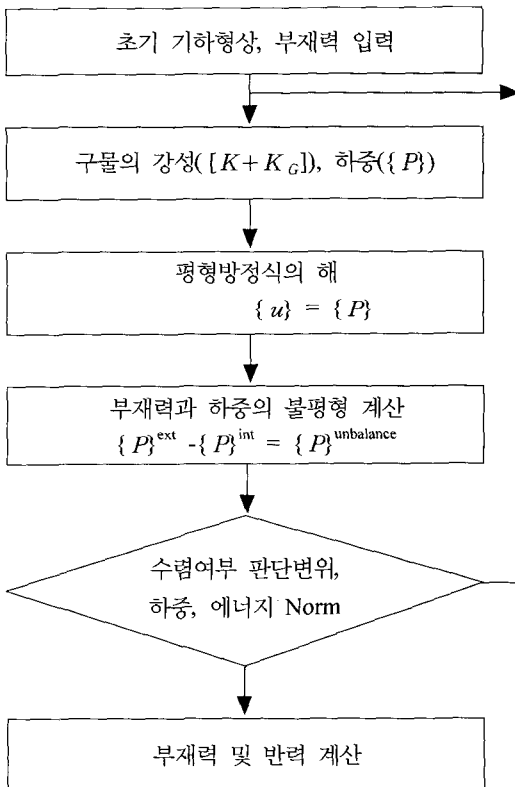 초기 기하형상, 부재력 입력
구물의 강성([K+K_G]), 하중({P})
평형방정식의 해
{u} = {P}
부재력과 하중의 불평형 계산
{P}^ext -{P}^int = {P}^unbalance
수렴여부 판단변위,
하중, 에너지 Norm
부재력 및 반력 계산